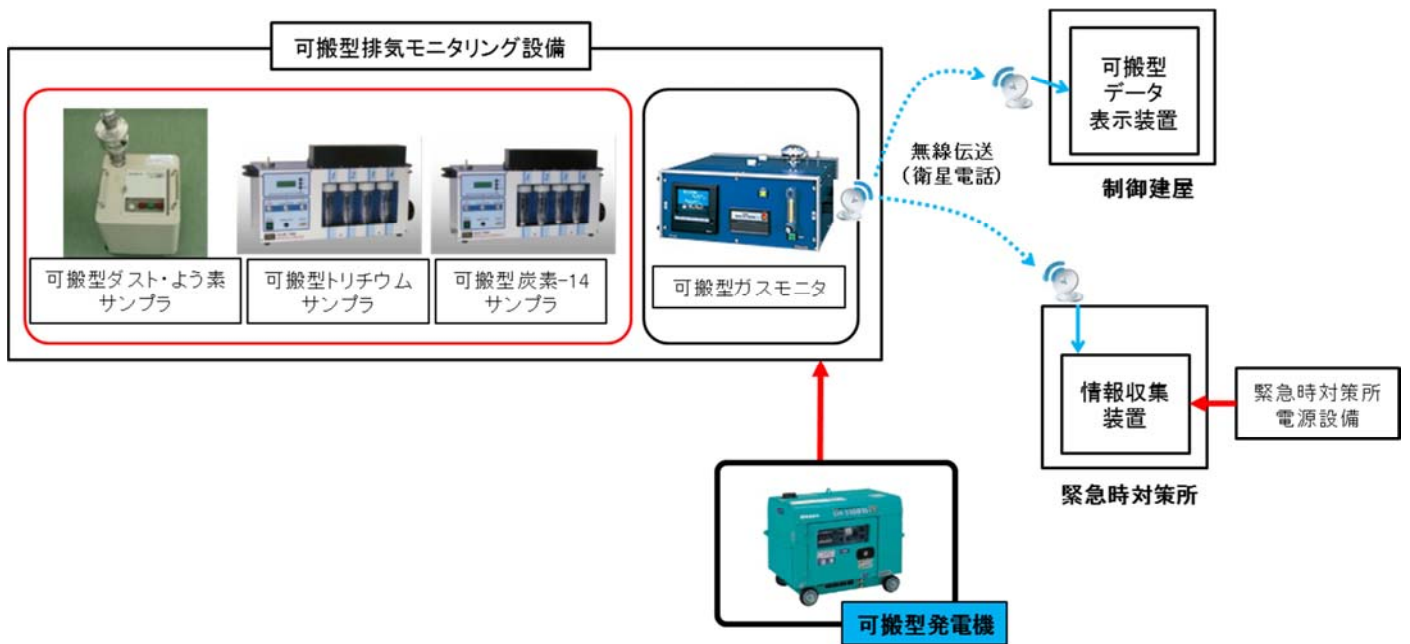 可搬型排気モニタリング設備
可搬型ダスト・よう素
サンプラ
可搬型トリチウム
サンプラ
可搬型炭素-14
サンプラ
可搬型ガスモニタ
無線伝送
(衛星電話)
可搬型
データ
表示装置
制御建屋
情報収集
装置
緊急時対策所
電源設備
緊急時対策所
可搬型発電機